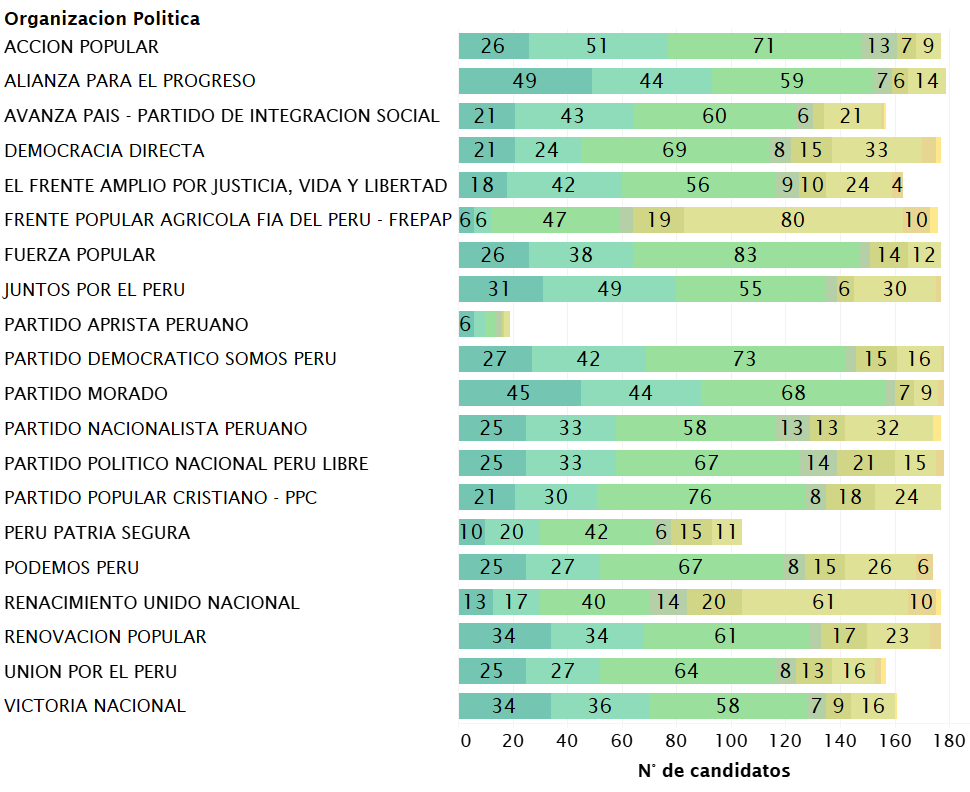 Organizacion Politica
ACCION POPULAR 26 51 71 13 7 9
ALIANZA PARA EL PROGRESO 49 44 59 7 6 14
AVANZA PAIS - PARTIDO DE INTEGRACION SOCIAL 21 43 60 6 21
DEMOCRACIA DIRECTA 21 24 69 8 15 33
EL FRENTE AMPLIO POR JUSTICIA, VIDA Y LIBERTAD 18 42 56 9 10 24 4
FRENTE POPULAR AGRICOLA FIA DEL PERU - FREPAP 6 6 47 19 80 10
FUERZA POPULAR 26 38 83 14 12
JUNTOS POR EL PERU 31 49 55 6 30
PARTIDO APRISTA PERUANO 6
PARTIDO DEMOCRATICO SOMOS PERU 27 42 73 15 16
PARTIDO MORADO 45 44 68 7 9
PARTIDO NACIONALISTA PERUANO 25 33 58 13 13 32
PARTIDO POLITICO NACIONAL PERU LIBRE 25 33 67 14 21 15
PARTIDO POPULAR CRISTIANO - PPC 21 30 76 8 18 24
PERU PATRIA SEGURA 10 20 42 6 15 11
PODEMOS PERU 25 27 67 8 15 26 6
RENACIMIENTO UNIDO NACIONAL 13 17 40 14 20 61 10
RENOVACION POPULAR 34 34 61 17 23
UNION POR EL PERU 25 27 64 8 13 16
VICTORIA NACIONAL 34 36 58 7 9 16
0 20 40 60 80 100 120 140 160 180
N° de candidatos